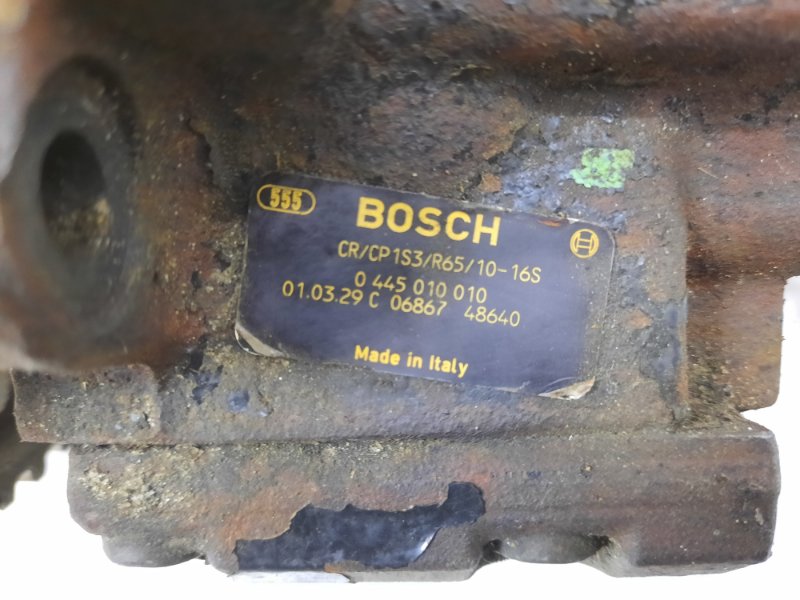 555
BOSCH
CR/CP1S3/R65/10-16S
0 445 010 010
01.03.29 C 06867 48640
Made in Italy